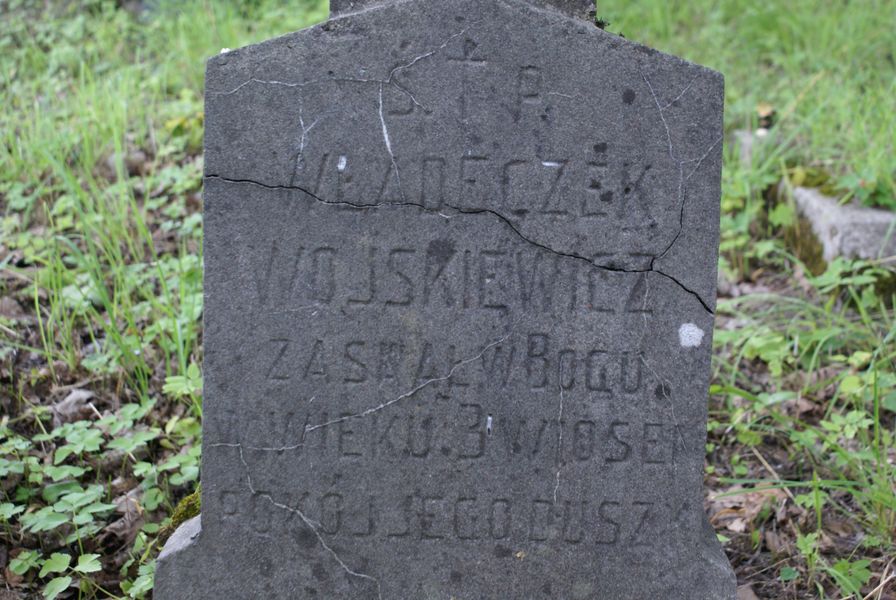 Ś. † P.
WŁADECZEK
WOJSKIEWICZ
ZASNĄŁ W BOGU
W WIEKU 3 WIOSEN
POKÓJ JEGO DUSZY